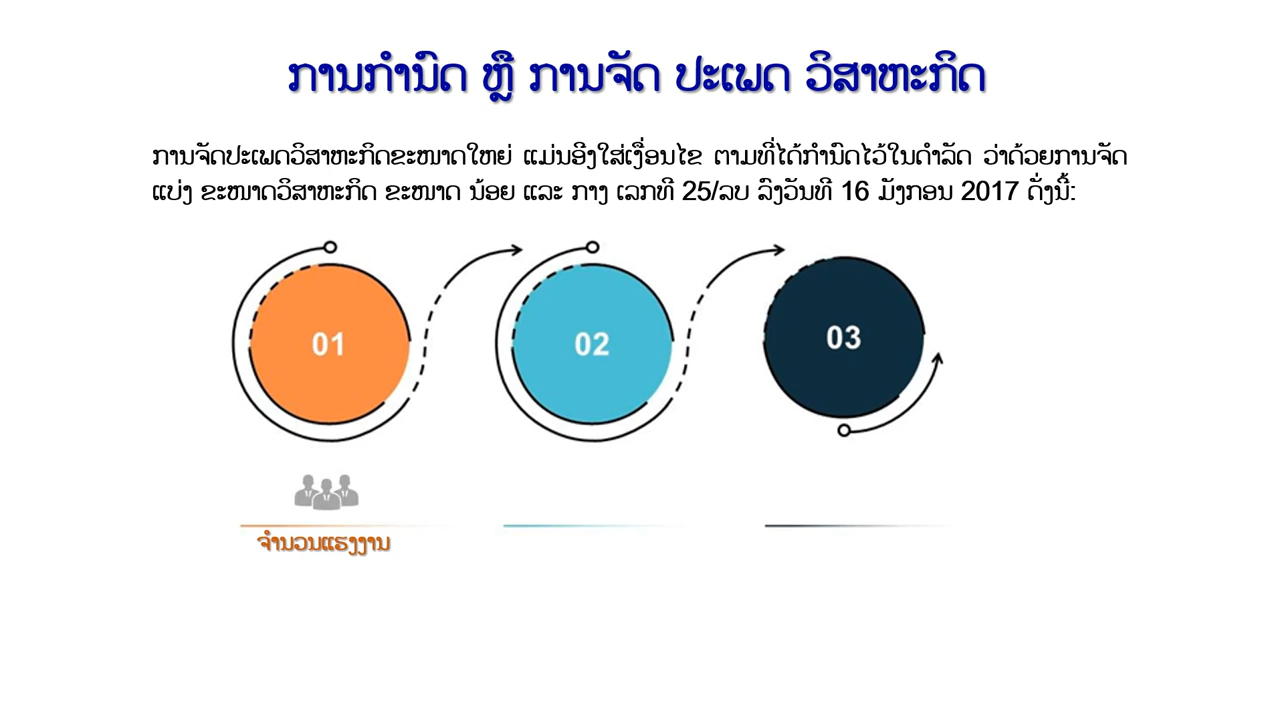 ການກຳນົດ ຫຼື ການຈັດ ປະເພດ ວິສາຫະກິດ
ການຈັດປະເພດວິສາຫະກິດຂະໜາດໃຫຍ່ ແມ່ນອີງໃສ່ເງື່ອນໄຂ ຕາມທີ່ໄດ້ກຳນົດໄວ້ໃນດຳລັດ ວ່າດ້ວຍການຈັດ
ແບ່ງ ຂະໜາດວິສາຫະກິດ ຂະໜາດ ນ້ອຍ ແລະ ກາງ ເລກທີ 25/ລບ ລົງວັນທີ 16 ມັງກອນ 2017 ດັ່ງນີ້:
01
02
03
ຈຳນວນແຮງງານ